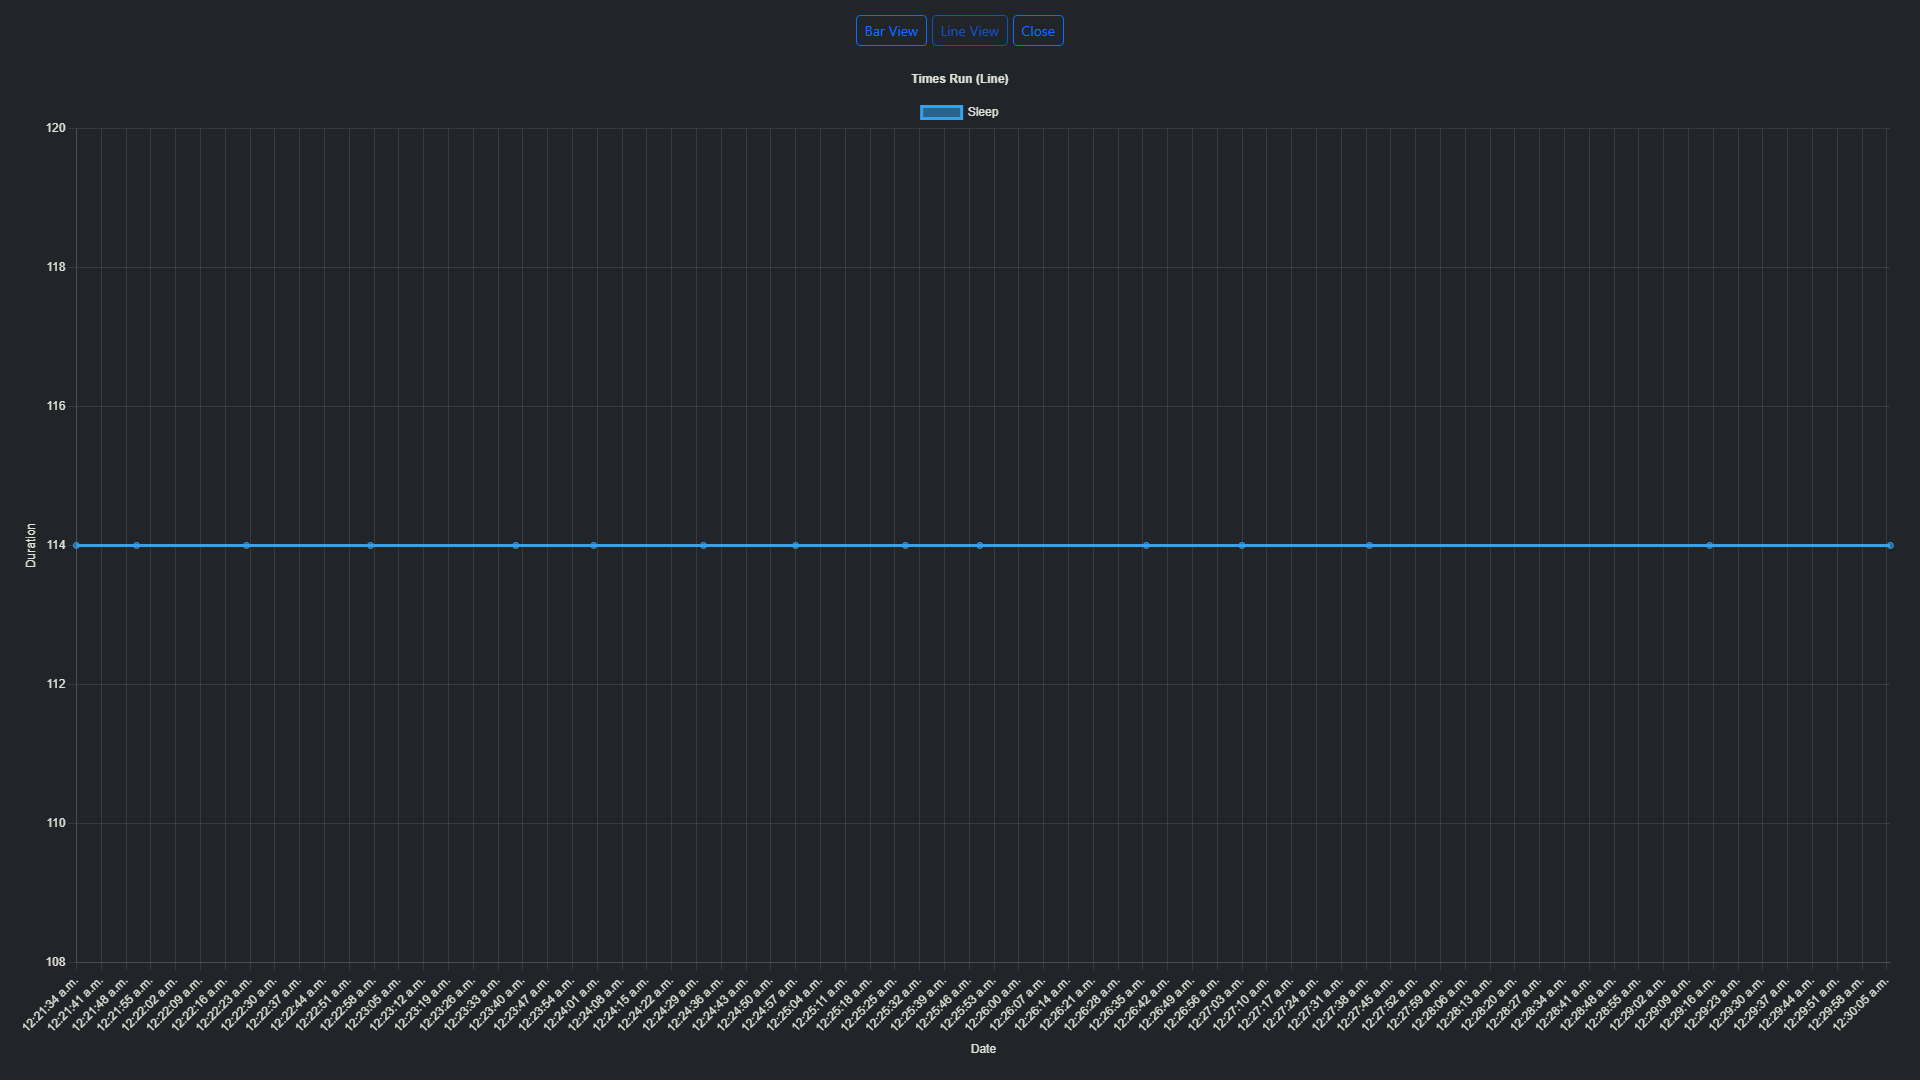 Bar View Line View Close
Times Run (Line)
Sleep
120
118
116
114
112
110
108
Duration
12:21:34 a.m.
12:21:41 a.m.
12:21:48 a.m.
12:21:55 a.m.
12:22:02 a.m.
12:22:09 a.m.
12:22:16 a.m.
12:22:23 a.m.
12:22:30 a.m.
12:22:37 a.m.
12:22:44 a.m.
12:22:51 a.m.
12:22:58 a.m.
12:23:05 a.m.
12:23:12 a.m.
12:23:19 a.m.
12:23:26 a.m.
12:23:33 a.m.
12:23:40 a.m.
12:23:47 a.m.
12:23:54 a.m.
12:24:01 a.m.
12:24:08 a.m.
12:24:15 a.m.
12:24:22 a.m.
12:24:29 a.m.
12:24:36 a.m.
12:24:43 a.m.
12:24:50 a.m.
12:24:57 a.m.
12:25:04 a.m.
12:25:11 a.m.
12:25:18 a.m.
12:25:25 a.m.
12:25:32 a.m.
12:25:39 a.m.
12:25:46 a.m.
12:25:53 a.m.
12:26:00 a.m.
12:26:07 a.m.
12:26:14 a.m.
12:26:21 a.m.
12:26:28 a.m.
12:26:35 a.m.
12:26:42 a.m.
12:26:49 a.m.
12:26:56 a.m.
12:27:03 a.m.
12:27:10 a.m.
12:27:17 a.m.
12:27:24 a.m.
12:27:31 a.m.
12:27:38 a.m.
12:27:45 a.m.
12:27:52 a.m.
12:27:59 a.m.
12:28:06 a.m.
12:28:13 a.m.
12:28:20 a.m.
12:28:27 a.m.
12:28:34 a.m.
12:28:41 a.m.
12:28:48 a.m.
12:28:55 a.m.
12:29:02 a.m.
12:29:09 a.m.
12:29:16 a.m.
12:29:23 a.m.
12:29:30 a.m.
12:29:37 a.m.
12:29:44 a.m.
12:29:51 a.m.
12:29:58 a.m.
12:30:05 a.m.
Date